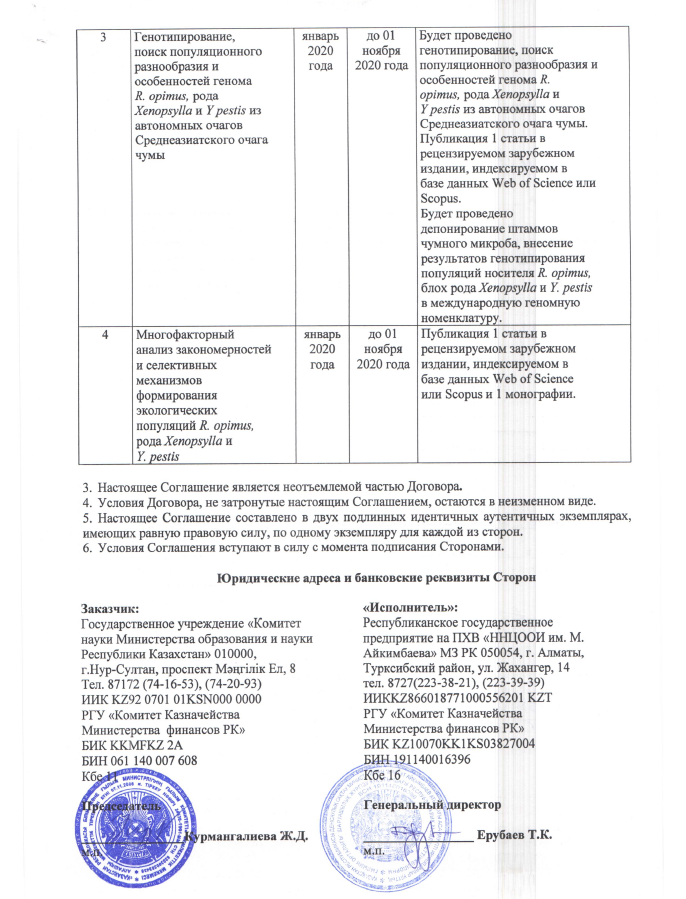 3
Генотипирование,
поиск популяционного
разнообразия и
особенностей генома
R. opimus, рода
Xenopsylla и Y pestis из
автономных очагов
Среднеазиатского очага
чумы
январь
2020
года
до 01
ноября
2020 года
Будет проведено
генотипирование, поиск
популяционного разнообразия и
особенностей генома R.
opimus, рода Xenopsylla и
Y pestis из автономных очагов
Среднеазиатского очага чумы.
Публикация 1 статьи в
рецензируемом зарубежном
издании, индексируемом в
базе данных Web of Science или
Scopus.
Будет проведено
депонирование штаммов
чумного микроба, внесение
результатов генотипирования
популяций носителя R. opimus,
блох рода Xenopsylla и Y. pestis
в международную геномную
номенклатуру.
4
Многофакторный
анализ закономерностей
и селективных
механизмов
формирования
экологических
популяций R. opimus,
рода Xenopsylla и
Y. pestis
январь
2020
года
до 01
ноября
2020 года
Публикация 1 статьи в
рецензируемом зарубежном
издании, индексируемом в
базе данных Web of Science
или Scopus и 1 монографии.
3. Настоящее Соглашение является неотъемлемой частью Договора.
4. Условия Договора, не затронутые настоящим Соглашением, остаются в неизменном виде.
5. Настоящее Соглашение составлено в двух подлинных идентичных аутентичных экземплярах,
имеющих равную правовую силу, по одному экземпляру для каждой из сторон.
6. Условия Соглашения вступают в силу с момента подписания Сторонами.
Юридические адреса и банковские реквизиты Сторон
Заказчик:
Государственное учреждение «Комитет
науки Министерства образования и науки
Республики Казахстан» 010000,
г.Нур-Султан, проспект Мәңгілік Ел, 8
Тел. 87172 (74-16-53), (74-20-93)
ИИК KZ92 0701 01KSN000 0000
РГУ «Комитет Казначейства
Министерства финансов РК»
БИК KKMFKZ 2A
БИН 061 140 007 608
Кбе 11
Председатель
Курмангалиева Ж.Д.
м.п.
«Исполнитель»:
Республиканское государственное
предприятие на ПХВ «ННЦООИ им. М.
Айкимбаева» МЗ РК 050054, г. Алматы,
Турксибский район, ул. Жахангер, 14
тел. 8727(223-38-21), (223-39-39)
ИИККZ866018771000556201 KZT
РГУ «Комитет Казначейства
Министерства финансов РК»
БИК KZ10070KK1KS03827004
БИН 191140016396
Кбе 16
Генеральный директор
Ерубаев Т.К.
м.п.